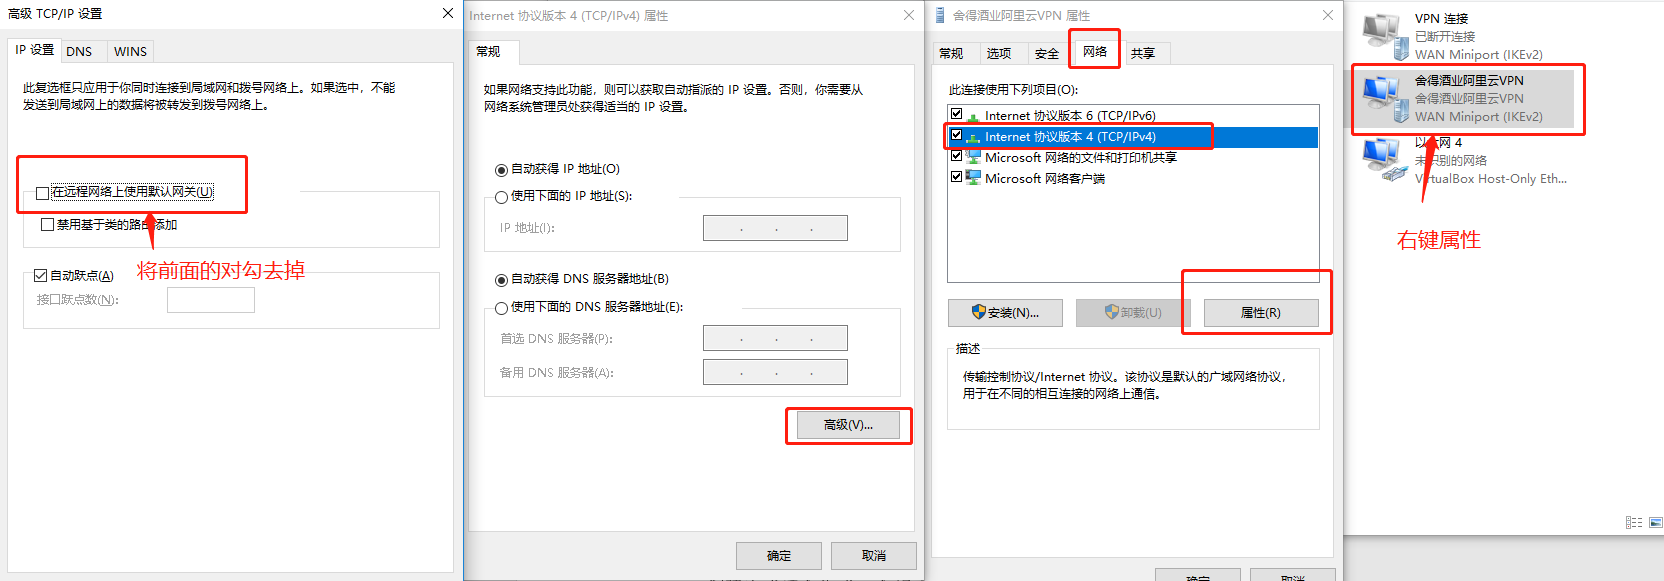 高级 TCP/IP 设置
IP 设置
DNS
WINS
此复选框只应用于你同时连接到局域网和拨号网络上。如果选中，不能
发送到局域网上的数据将被转发到拨号网络上。
在远程网络上使用默认网关(U)
禁用基于类的路由添加
将前面的对勾去掉
自动跃点(A)
接口跃点数(N):
Internet 协议版本 4 (TCP/IPv4) 属性
常规
如果网络支持此功能，则可以获取自动指派的 IP 设置。否则，你需要从
网络系统管理员处获得适当的 IP 设置。
自动获得 IP 地址(O)
使用下面的 IP 地址(S):
IP 地址(I):
自动获得 DNS 服务器地址(B)
使用下面的 DNS 服务器地址(E):
首选 DNS 服务器(P):
备用 DNS 服务器(A):
高级(V)...
确定
取消
舍得酒业阿里云VPN 属性
常规
选项
安全
网络
共享
此连接使用下列项目(O):
Internet 协议版本 6 (TCP/IPv6)
Internet 协议版本 4 (TCP/IPv4)
Microsoft 网络的文件和打印机共享
Microsoft 网络客户端
安装(N)...
卸载(U)
属性(R)
描述
传输控制协议/Internet 协议。该协议是默认的广域网络协议，
用于在不同的相互连接的网络上通信。
确定
取消
VPN 连接
已断开连接
WAN Miniport (IKEv2)
舍得酒业阿里云VPN
舍得酒业阿里云VPN
WAN Miniport (IKEv2)
以太网 4
未识别的网络
VirtualBox Host-Only Eth...
右键属性